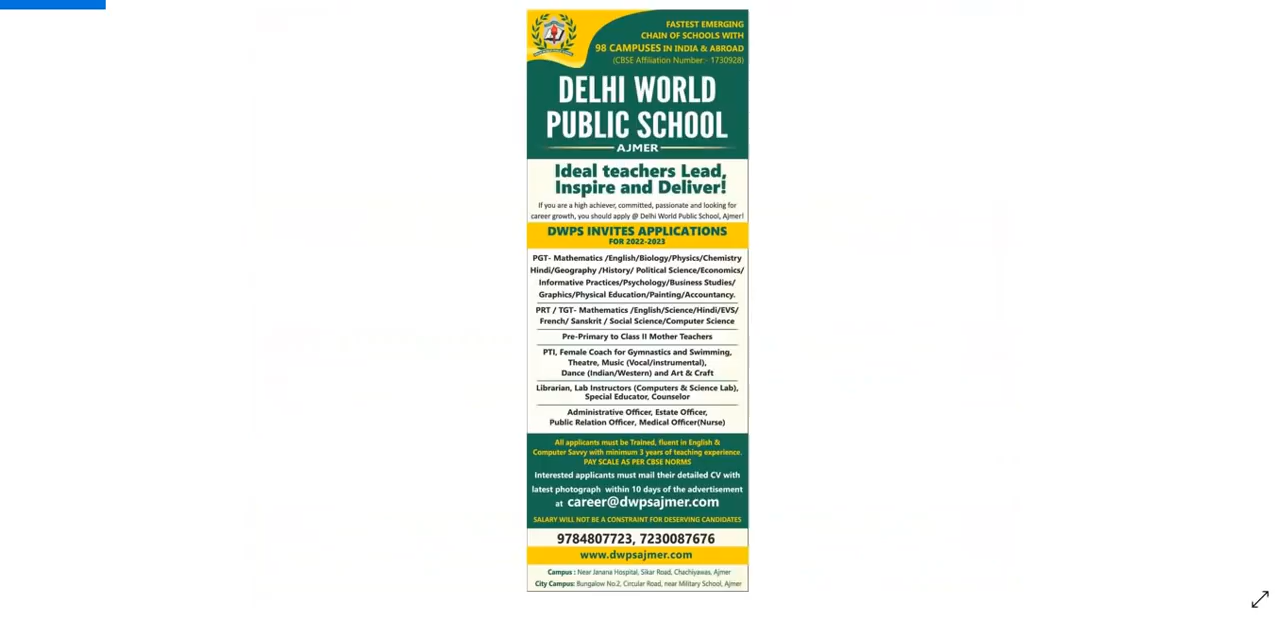 FASTEST EMERGING
CHAIN OF SCHOOLS WITH
98 CAMPUSES IN INDIA & ABROAD
(CBSE Affiliation Number:- 1730928)
DELHI WORLD
PUBLIC SCHOOL
AJMER
Ideal teachers Lead,
Inspire and Deliver!
If you are a high achiever, committed, passionate and looking for
career growth, you should apply @ Delhi World Public School, Ajmer!
DWPS INVITES APPLICATIONS
FOR 2022-2023
PGT- Mathematics /English/Biology/Physics/Chemistry
Hindi/Geography /History/ Political Science/Economics/
Informative Practices/Psychology/Business Studies/
Graphics/Physical Education/Painting/Accountancy.
PRT / TGT- Mathematics /English/Science/Hindi/EVS/
French/ Sanskrit / Social Science/Computer Science
Pre-Primary to Class II Mother Teachers
PTI, Female Coach for Gymnastics and Swimming,
Theatre, Music (Vocal/instrumental),
Dance (Indian/Western) and Art & Craft
Librarian, Lab Instructors (Computers & Science Lab),
Special Educator, Counselor
Administrative Officer, Estate Officer,
Public Relation Officer, Medical Officer(Nurse)
All applicants must be Trained, fluent in English &
Computer Savvy with minimum 3 years of teaching experience.
PAY SCALE AS PER CBSE NORMS
Interested applicants must mail their detailed CV with
latest photograph within 10 days of the advertisement
at career@dwpsajmer.com
SALARY WILL NOT BE A CONSTRAINT FOR DESERVING CANDIDATES
9784807723, 7230087676
www.dwpsajmer.com
Campus : Near Janana Hospital, Sikar Road, Chachiyawas, Ajmer
City Campus: Bungalow No.2, Circular Road, near Military School, Ajmer